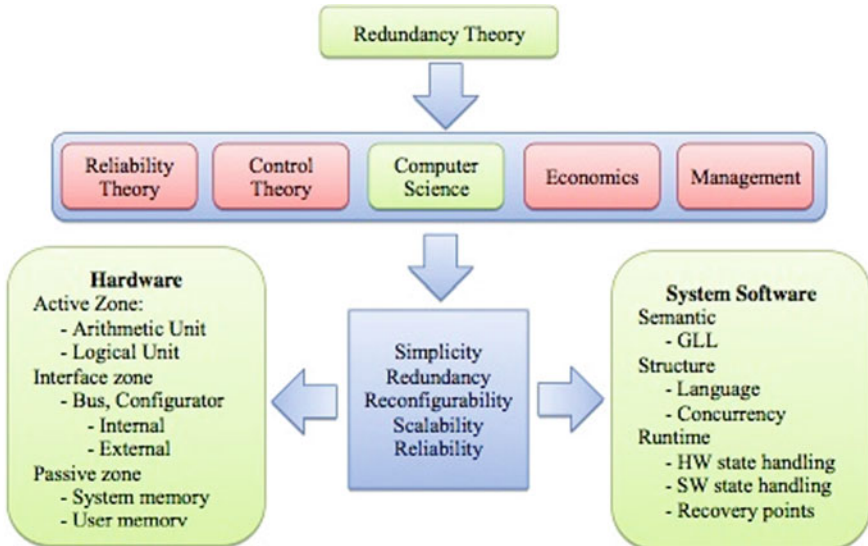 Redundancy Theory
Reliability
Theory
Control
Theory
Computer
Science
Economics
Management
Hardware
Active Zone:
- Arithmetic Unit
- Logical Unit
Interface zone
- Bus, Configurator
- Internal
- External
Passive zone
- System memory
- User memory
Simplicity
Redundancy
Reconfigurability
Scalability
Reliability
System Software
Semantic
- GLL
Structure
- Language
- Concurrency
Runtime
- HW state handling
- SW state handling
- Recovery points